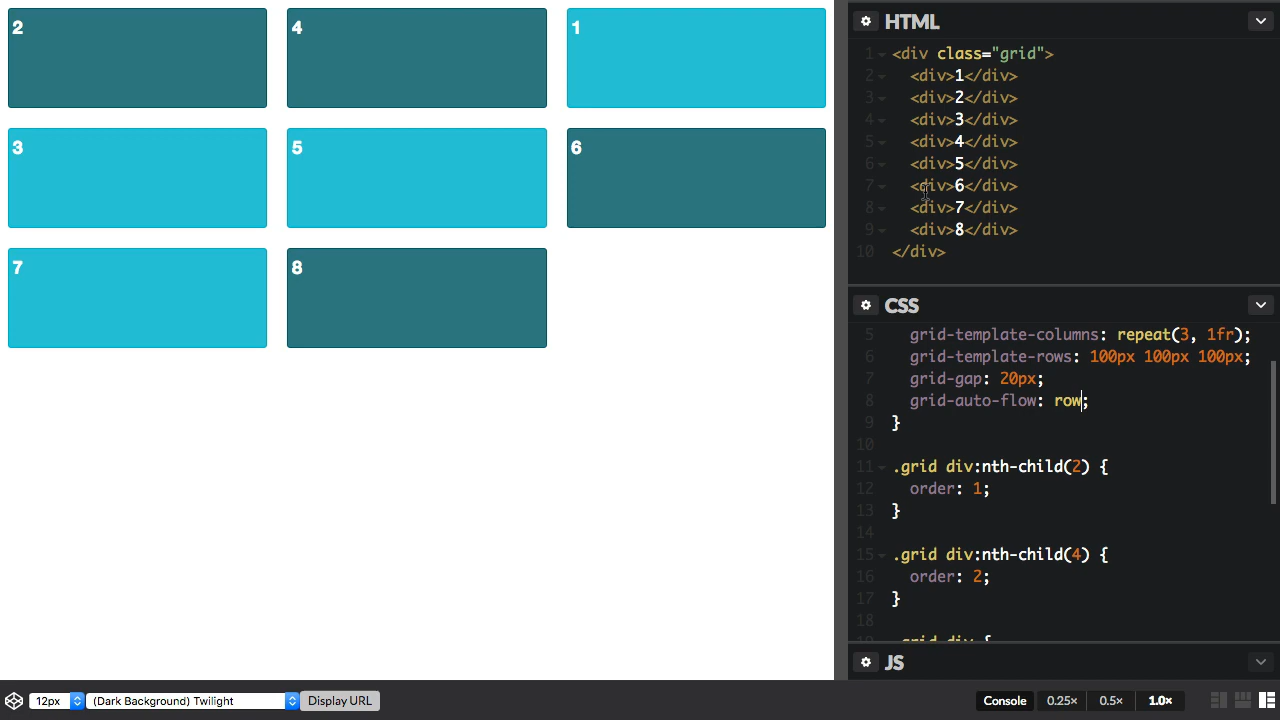 2 4 1
3 5 6
7 8
HTML
1 <div class="grid">
2 <div>1</div>
3 <div>2</div>
4 <div>3</div>
5 <div>4</div>
6 <div>5</div>
7 <div>6</div>
8 <div>7</div>
9 <div>8</div>
10 </div>
CSS
5 grid-template-columns: repeat(3, 1fr);
6 grid-template-rows: 100px 100px 100px;
7 grid-gap: 20px;
8 grid-auto-flow: row;
9 }
10
11 .grid div:nth-child(2) {
12 order: 1;
13 }
14
15 .grid div:nth-child(4) {
16 order: 2;
17 }
18
19 .grid div {
JS
12px (Dark Background) Twilight Display URL Console 0.25× 0.5× 1.0×